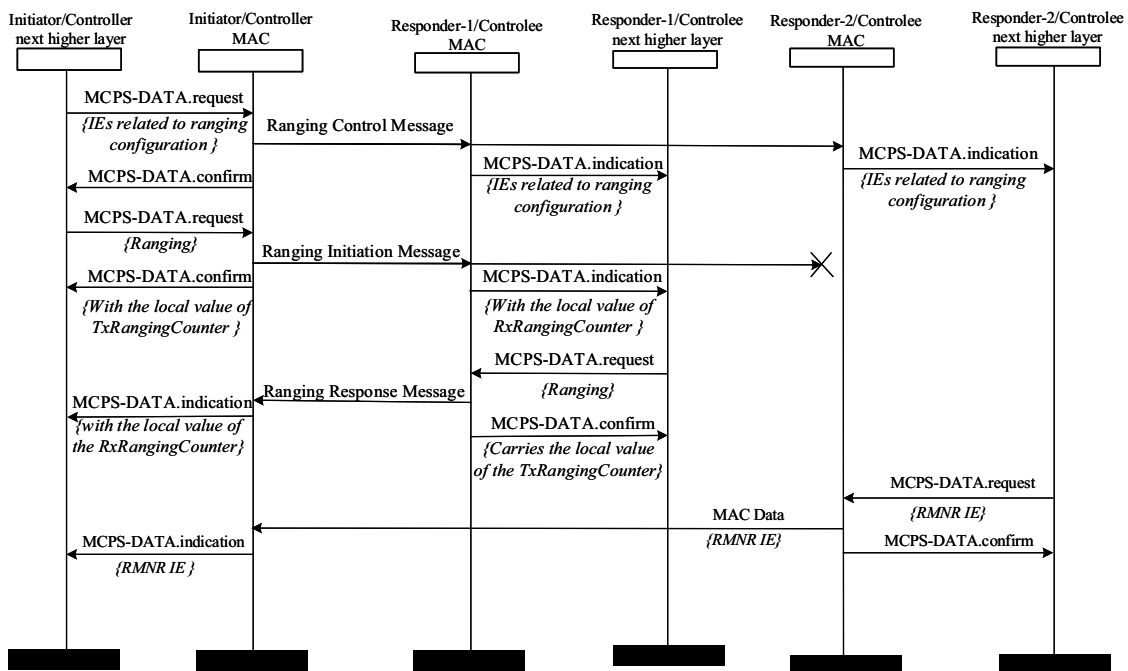 Initiator/Controller
next higher layer
Initiator/Controller
MAC
Responder-1/Controlee
MAC
Responder-1/Controlee
next higher layer
Responder-2/Controlee
MAC
Responder-2/Controlee
next higher layer
MCPS-DATA.request
{IEs related to ranging
configuration }
Ranging Control Message
MCPS-DATA.indication
{IEs related to ranging
configuration }
MCPS-DATA.indication
{IEs related to ranging
configuration }
MCPS-DATA.confirm
MCPS-DATA.request
{Ranging}
Ranging Initiation Message
MCPS-DATA.confirm
{With the local value of
TxRangingCounter }
MCPS-DATA.indication
{With the local value of
RxRangingCounter }
MCPS-DATA.request
{Ranging}
Ranging Response Message
MCPS-DATA.indication
{with the local value of
the RxRangingCounter}
MCPS-DATA.confirm
{Carries the local value
of the TxRangingCounter}
MCPS-DATA.request
{RMNR IE}
MAC Data
{RMNR IE}
MCPS-DATA.indication
{RMNR IE }
MCPS-DATA.confirm